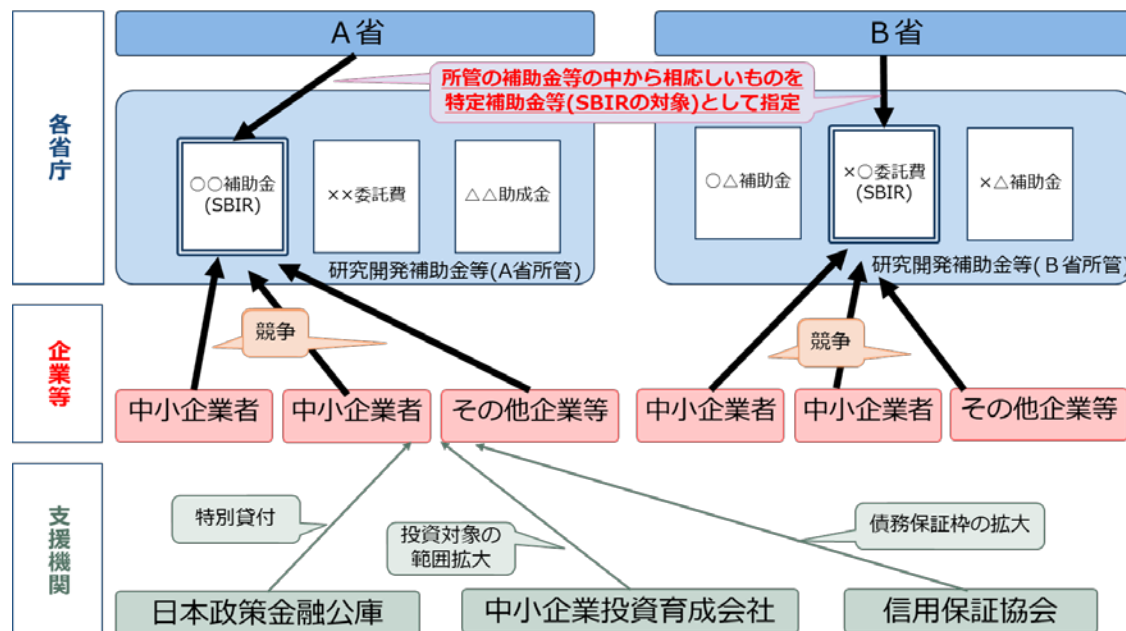 A省
B省
所管の補助金等の中から相応しいものを
特定補助金等(SBIRの対象)として指定
各省庁
○○補助金
(SBIR)
××委託費
△△助成金
研究開発補助金等(A省所管)
○△補助金
×○委託費
(SBIR)
×△補助金
研究開発補助金等(B省所管)
企業等
競争
競争
中小企業者
中小企業者
その他企業等
中小企業者
中小企業者
その他企業等
支援機関
特別貸付
投資対象の
範囲拡大
債務保証枠の拡大
日本政策金融公庫
中小企業投資育成会社
信用保証協会